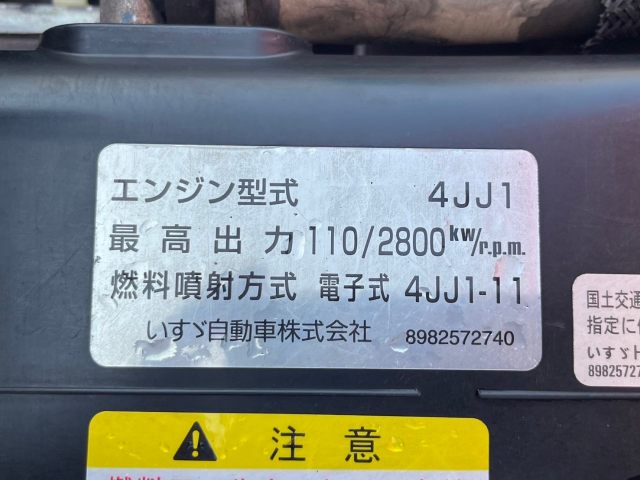 エンジン型式 4JJ1
最高出力 110/2800 kw/r.p.m.
燃料噴射方式 電子式 4JJ1-11
いすゞ自動車株式会社 8982572740
国土交通
指定に
いすゞト
8982572
注意